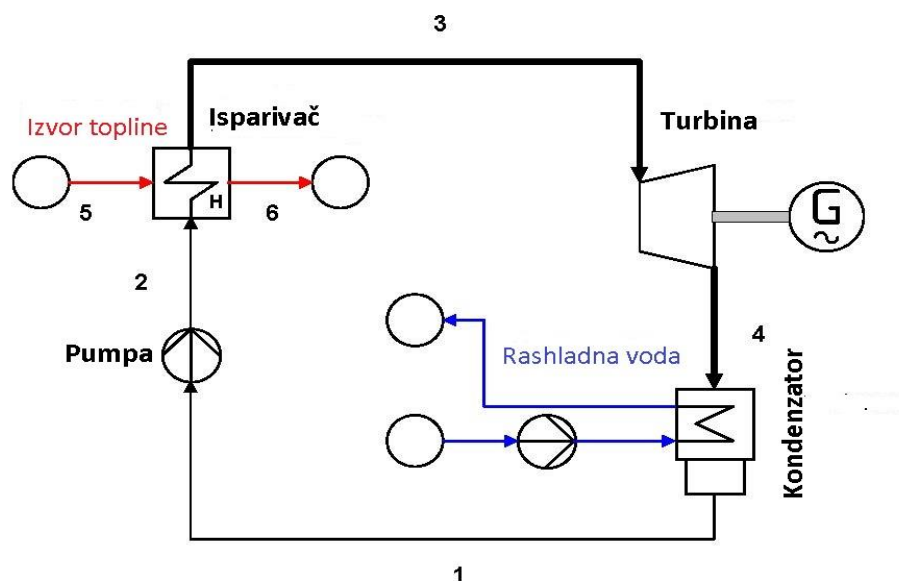 3
Isparivač
Izvor topline
Turbina
H
5
6
G
2
Pumpa
4
Rashladna voda
Kondenzator
1